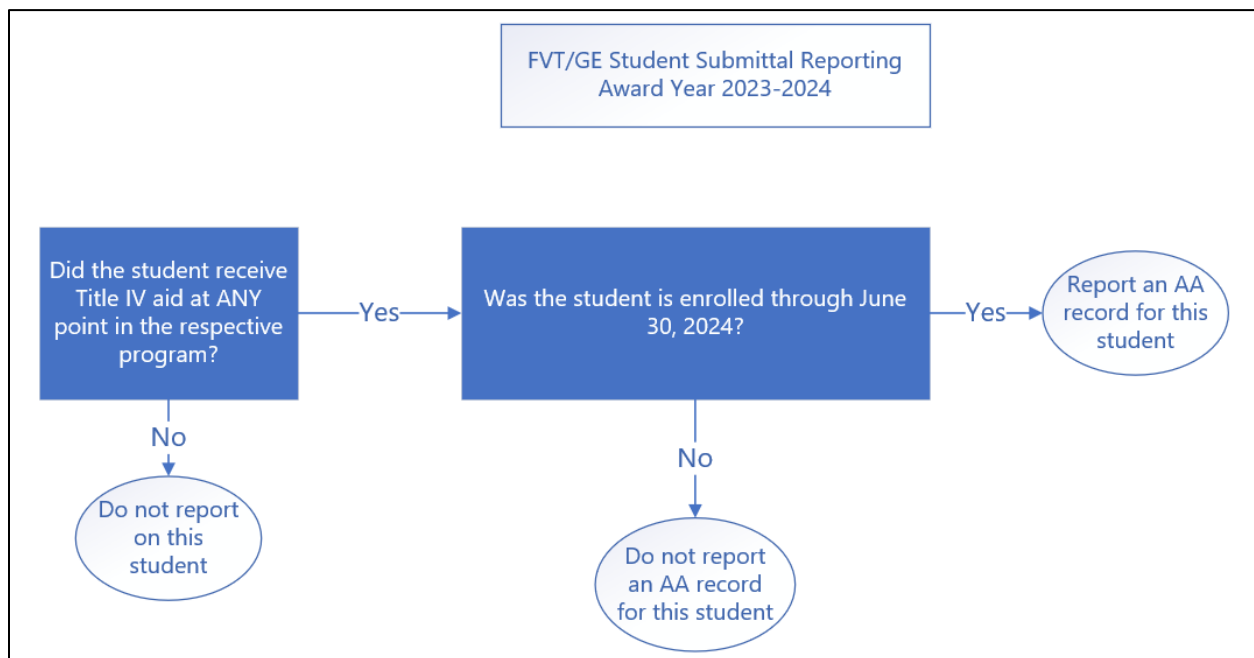 FVT/GE Student Submittal Reporting
Award Year 2023-2024
Did the student receive
Title IV aid at ANY
point in the respective
program?
Yes
Was the student is enrolled through June
30, 2024?
Yes
Report an AA
record for this
student
No
Do not report
on this
student
No
Do not report
an AA record
for this student